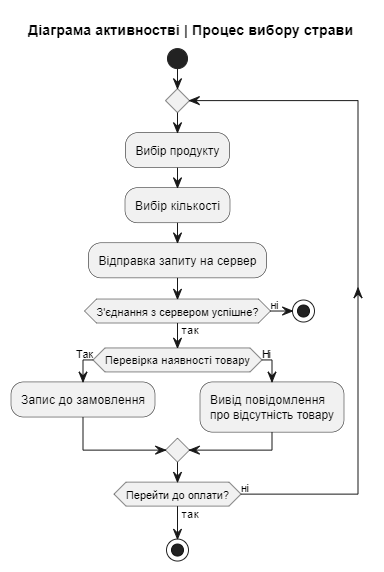 Діаграма активності | Процес вибору страви
Вибір продукту
Вибір кількості
Відправка запиту на сервер
З'єднання з сервером успішне?
ні
так
Так
Перевірка наявності товару
Ні
Запис до замовлення
Вивід повідомлення
про відсутність товару
Перейти до оплати?
ні
так